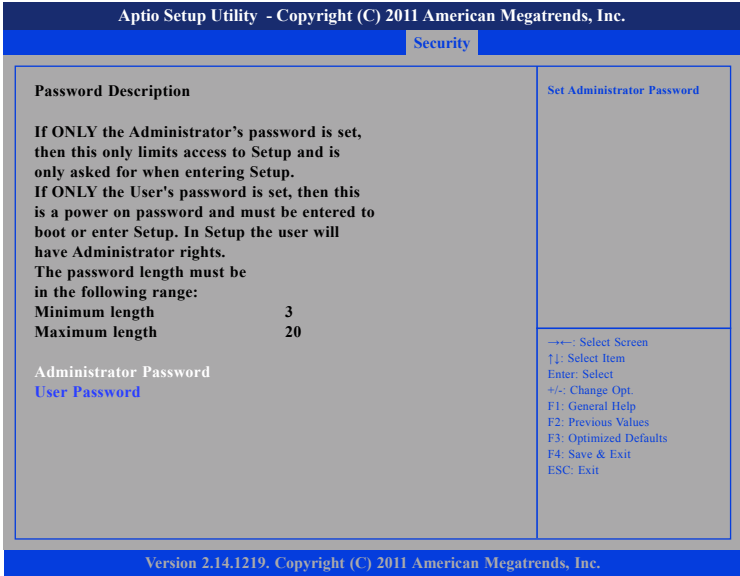 Aptio Setup Utility - Copyright (C) 2011 American Megatrends, Inc.
Security
Password Description
If ONLY the Administrator’s password is set,
then this only limits access to Setup and is
only asked for when entering Setup.
If ONLY the User's password is set, then this
is a power on password and must be entered to
boot or enter Setup. In Setup the user will
have Administrator rights.
The password length must be
in the following range:
Minimum length 3
Maximum length 20
Administrator Password
User Password
Set Administrator Password
→←: Select Screen
↑↓: Select Item
Enter: Select
+/-: Change Opt.
F1: General Help
F2: Previous Values
F3: Optimized Defaults
F4: Save & Exit
ESC: Exit
Version 2.14.1219. Copyright (C) 2011 American Megatrends, Inc.